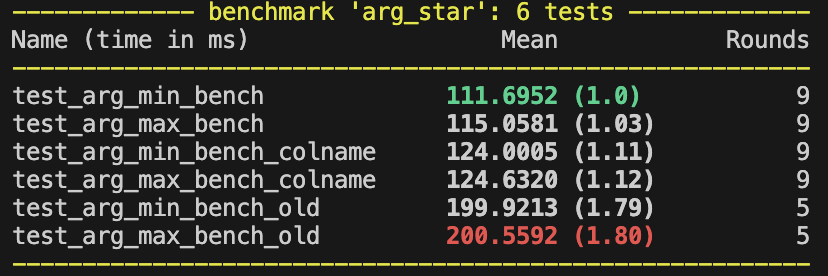 ------------- benchmark 'arg_star': 6 tests -------------
Name (time in ms) Mean Rounds
---------------------------------------------------------
test_arg_min_bench 111.6952 (1.0) 9
test_arg_max_bench 115.0581 (1.03) 9
test_arg_min_bench_colname 124.0005 (1.11) 9
test_arg_max_bench_colname 124.6320 (1.12) 9
test_arg_min_bench_old 199.9213 (1.79) 5
test_arg_max_bench_old 200.5592 (1.80) 5
---------------------------------------------------------